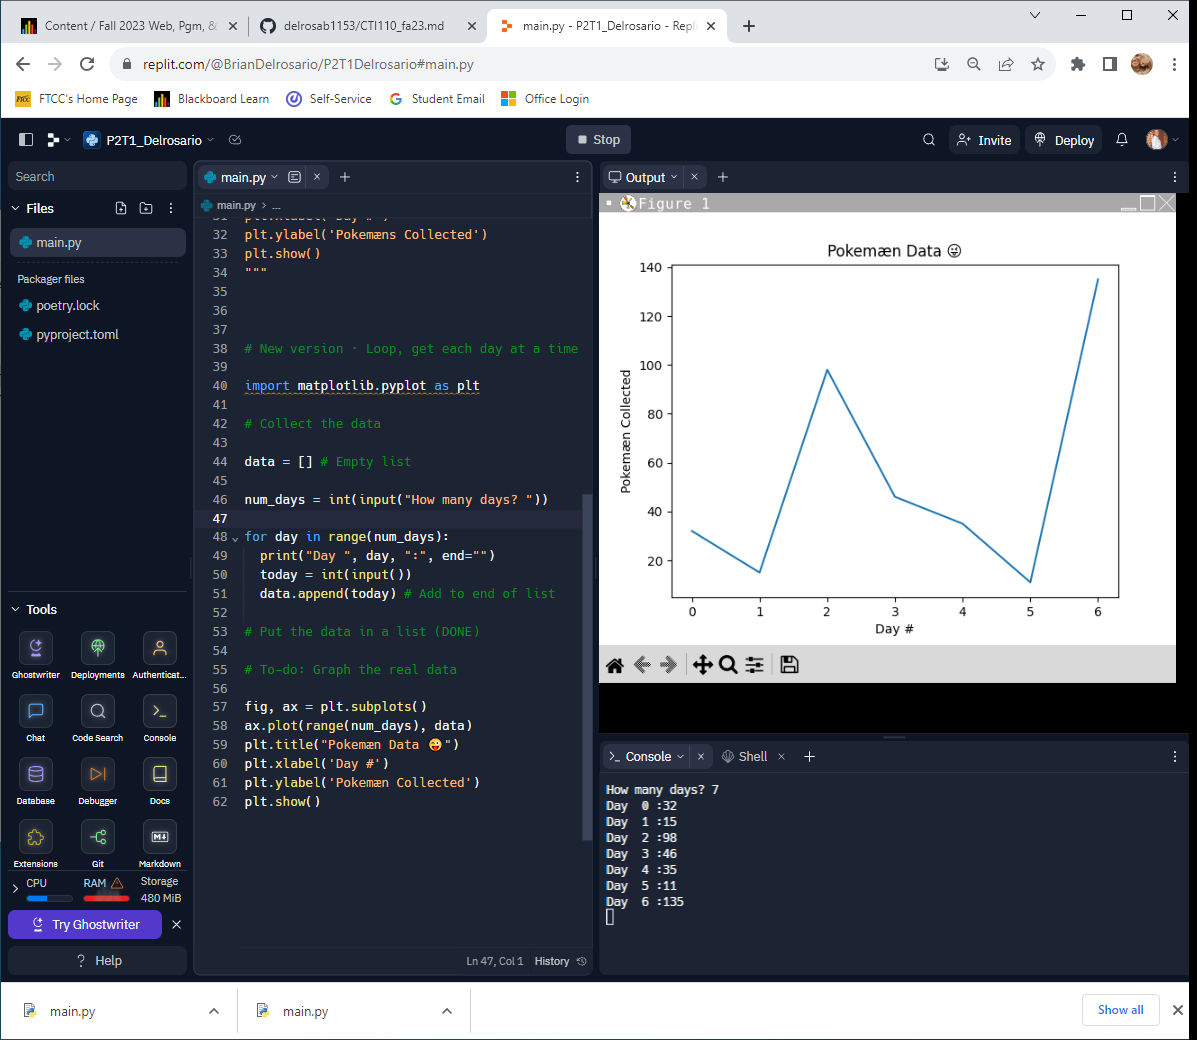 Content / Fall 2023 Web, Pgm, &
delrosab1153/CTI110_fa23.md
main.py - P2T1_Delrosario - Repli
replit.com/@BrianDelrosario/P2T1Delrosario#main.py
FTCC's Home Page
Blackboard Learn
Self-Service
Student Email
Office Login
P2T1_Delrosario
Stop
Invite
Deploy
Search
Files
main.py
Packager files
poetry.lock
pyproject.toml
Tools
Ghostwriter
Deployments
Authenticat...
Chat
Code Search
Console
Database
Debugger
Docs
Extensions
Git
Markdown
CPU
RAM
Storage
480 MiB
Try Ghostwriter
? Help
main.py
main.py > ...
31 plt.xlabel('Day #')
32 plt.ylabel('Pokemæns Collected')
33 plt.show()
34 """
35
36
37
38 # New version - Loop, get each day at a time
39
40 import matplotlib.pyplot as plt
41
42 # Collect the data
43
44 data = [] # Empty list
45
46 num_days = int(input("How many days? "))
47
48 for day in range(num_days):
49 print("Day ", day, ":", end="")
50 today = int(input())
51 data.append(today) # Add to end of list
52
53 # Put the data in a list (DONE)
54
55 # To-do: Graph the real data
56
57 fig, ax = plt.subplots()
58 ax.plot(range(num_days), data)
59 plt.title("Pokemæn Data 😜")
60 plt.xlabel('Day #')
61 plt.ylabel('Pokemæn Collected')
62 plt.show()
Ln 47, Col 1 History
Output
Figure 1
Pokemæn Data 😜
140
120
100
80
60
40
20
Pokemæn Collected
0 1 2 3 4 5 6
Day #
Console
Shell
How many days? 7
Day 0 :32
Day 1 :15
Day 2 :98
Day 3 :46
Day 4 :35
Day 5 :11
Day 6 :135
main.py
main.py
Show all